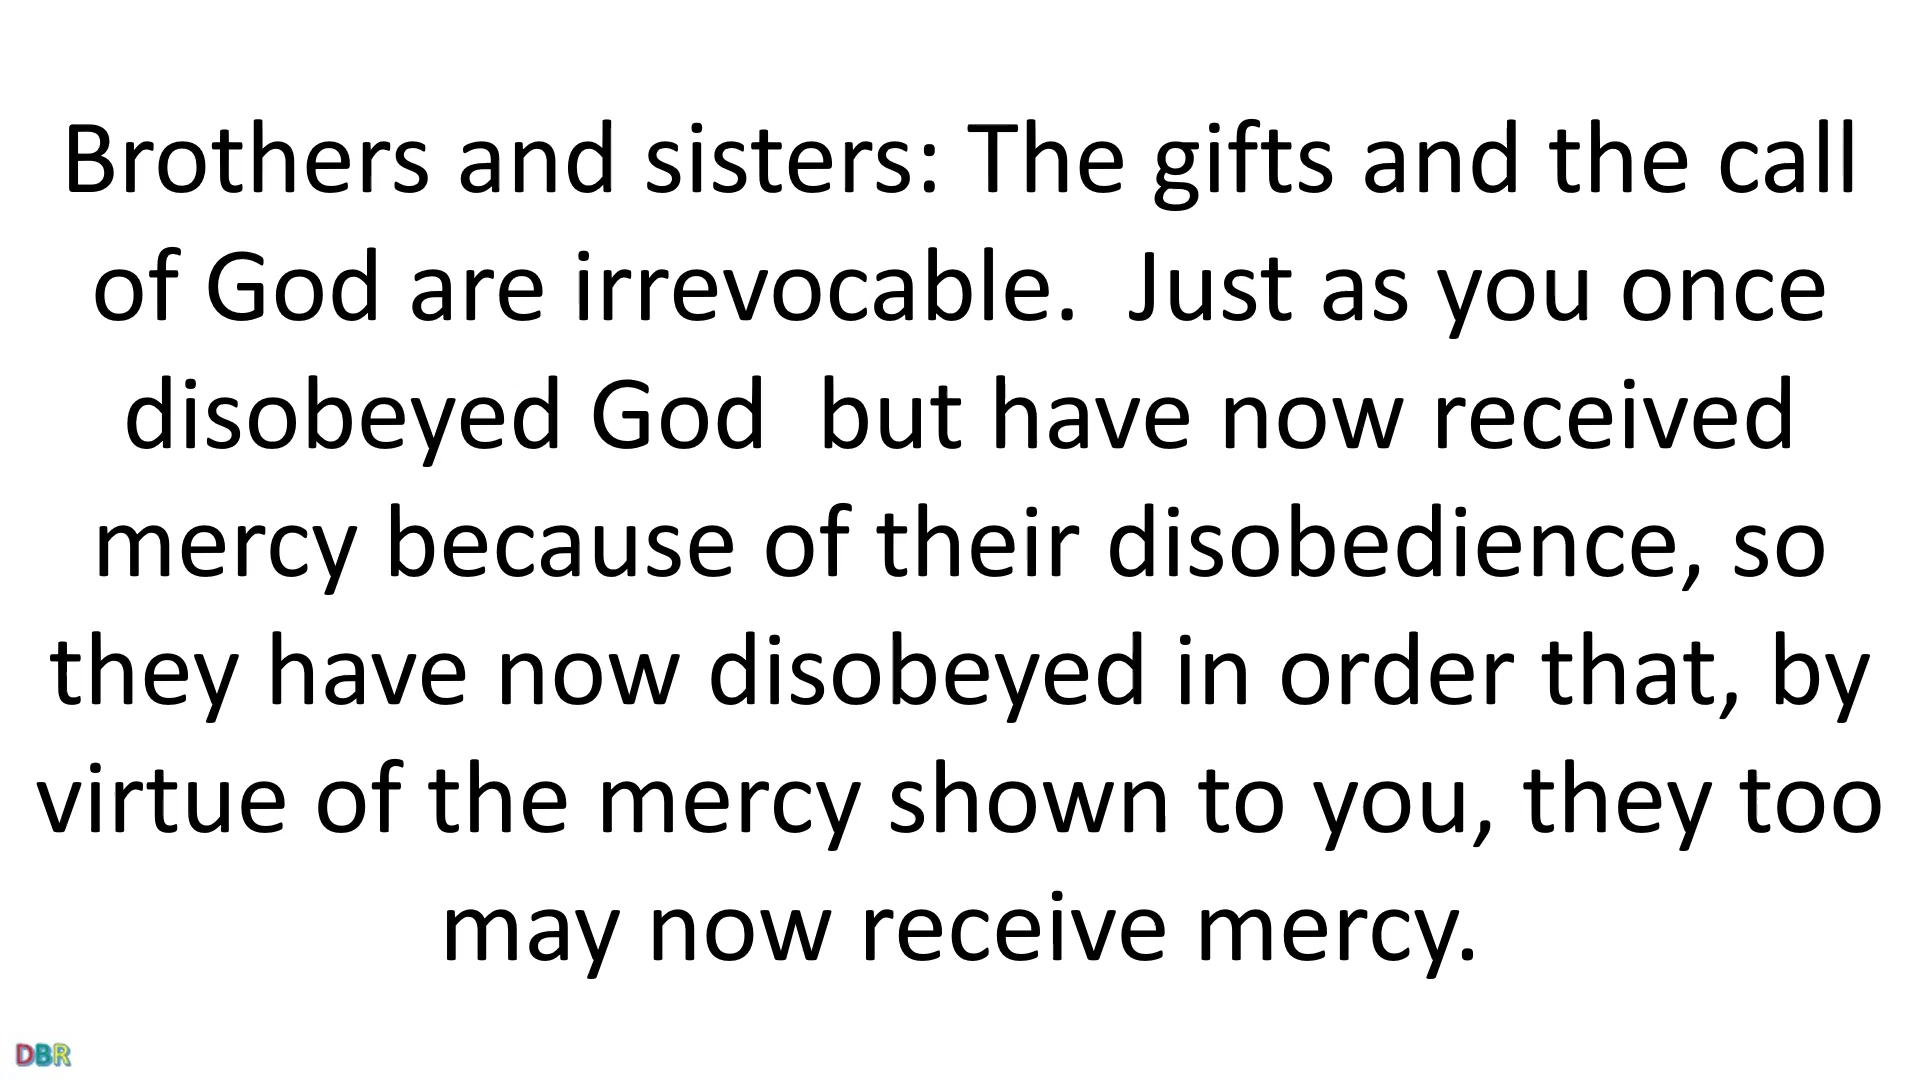 Brothers and sisters: The gifts and the call
of God are irrevocable.  Just as you once
disobeyed God  but have now received
mercy because of their disobedience, so
they have now disobeyed in order that, by
virtue of the mercy shown to you, they too
may now receive mercy.
DBR